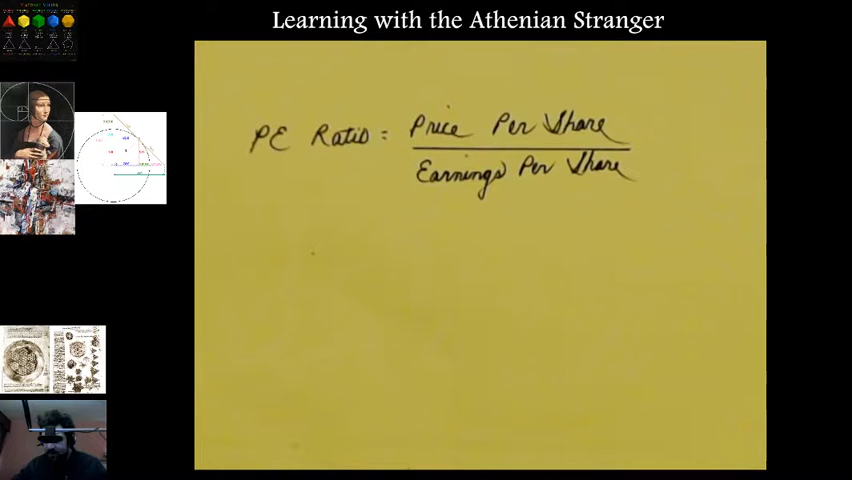 Learning with the Athenian Stranger
PE Ratio = Price Per Share
Earnings Per Share